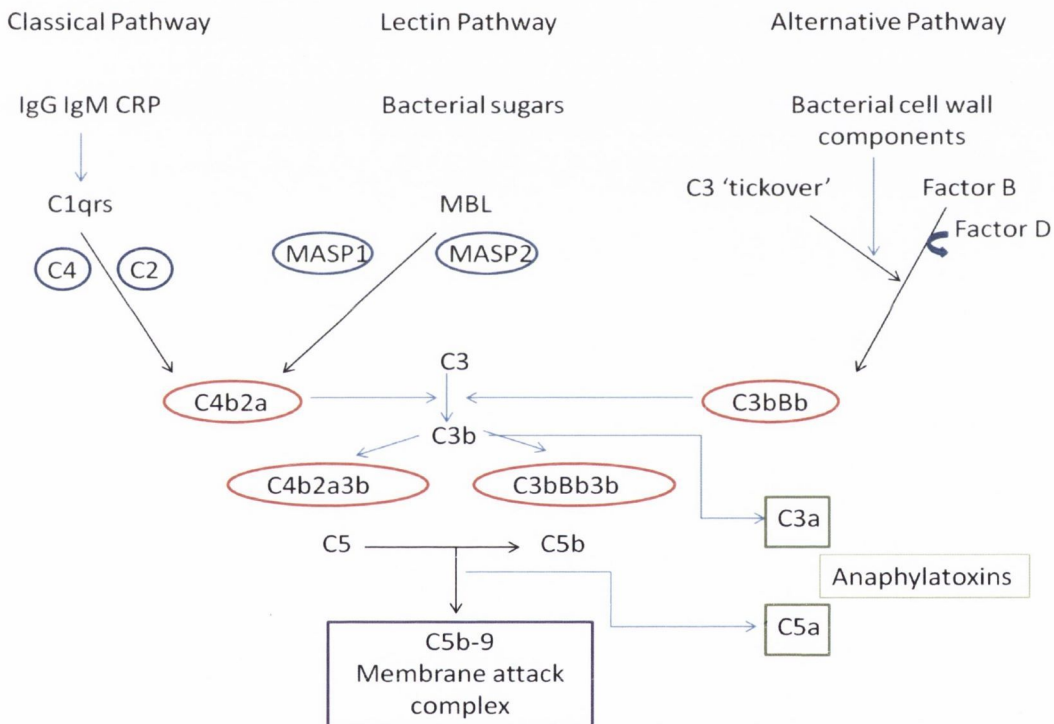 Classical Pathway
Lectin Pathway
Alternative Pathway
IgG IgM CRP
Bacterial sugars
Bacterial cell wall
components
C3 ‘tickover’
Factor B
C1qrs
MBL
Factor D
MASP1
MASP2
C4
C2
C3
C4b2a
C3bBb
C3b
C4b2a3b
C3bBb3b
C3a
C5
C5b
Anaphylatoxins
C5a
C5b-9
Membrane attack
complex